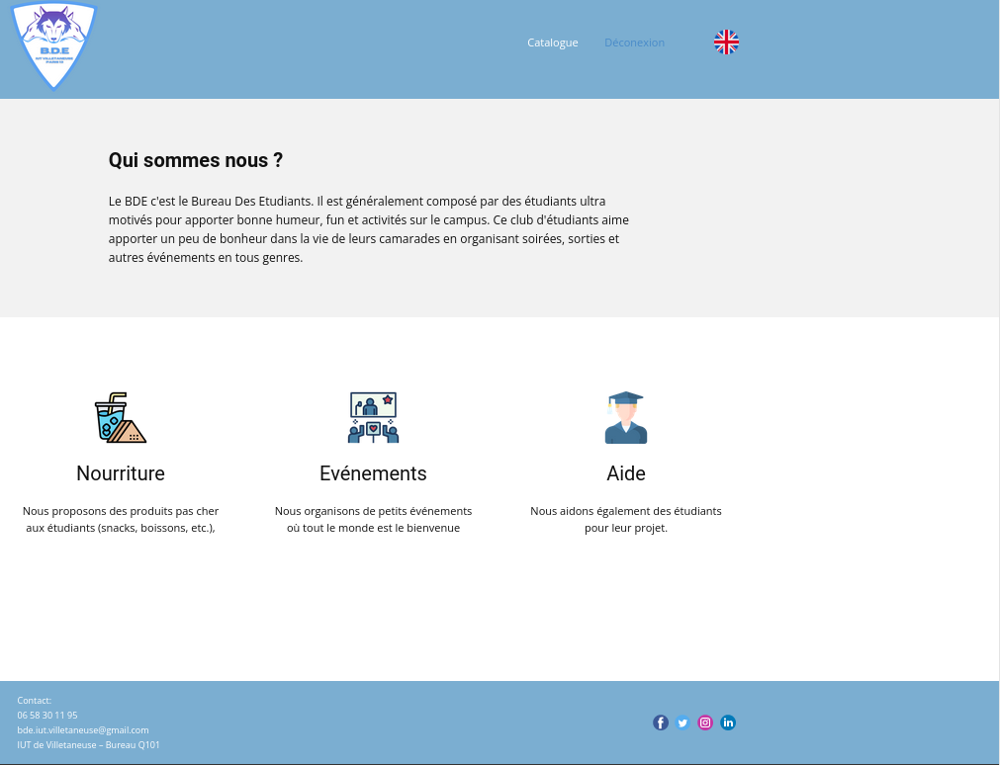 B.D.E
IUT VILLETANEUSE
Catalogue
Déconexion
Qui sommes nous ?
Le BDE c'est le Bureau Des Etudiants. Il est généralement composé par des étudiants ultra
motivés pour apporter bonne humeur, fun et activités sur le campus. Ce club d'étudiants aime
apporter un peu de bonheur dans la vie de leurs camarades en organisant soirées, sorties et
autres événements en tous genres.
Nourriture
Nous proposons des produits pas cher
aux étudiants (snacks, boissons, etc.),
Evénements
Nous organisons de petits événements
où tout le monde est le bienvenue
Aide
Nous aidons également des étudiants
pour leur projet.
Contact:
06 58 30 11 95
bde.iut.villetaneuse@gmail.com
IUT de Villetaneuse – Bureau Q101